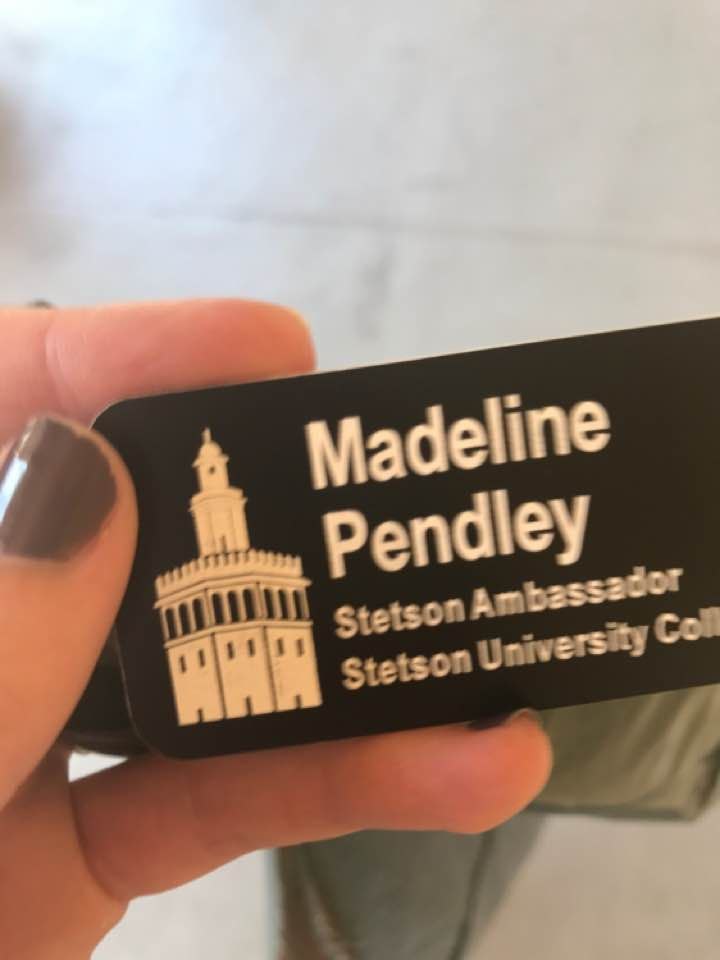 Madeline
Pendley
Stetson Ambassador
Stetson University Coll